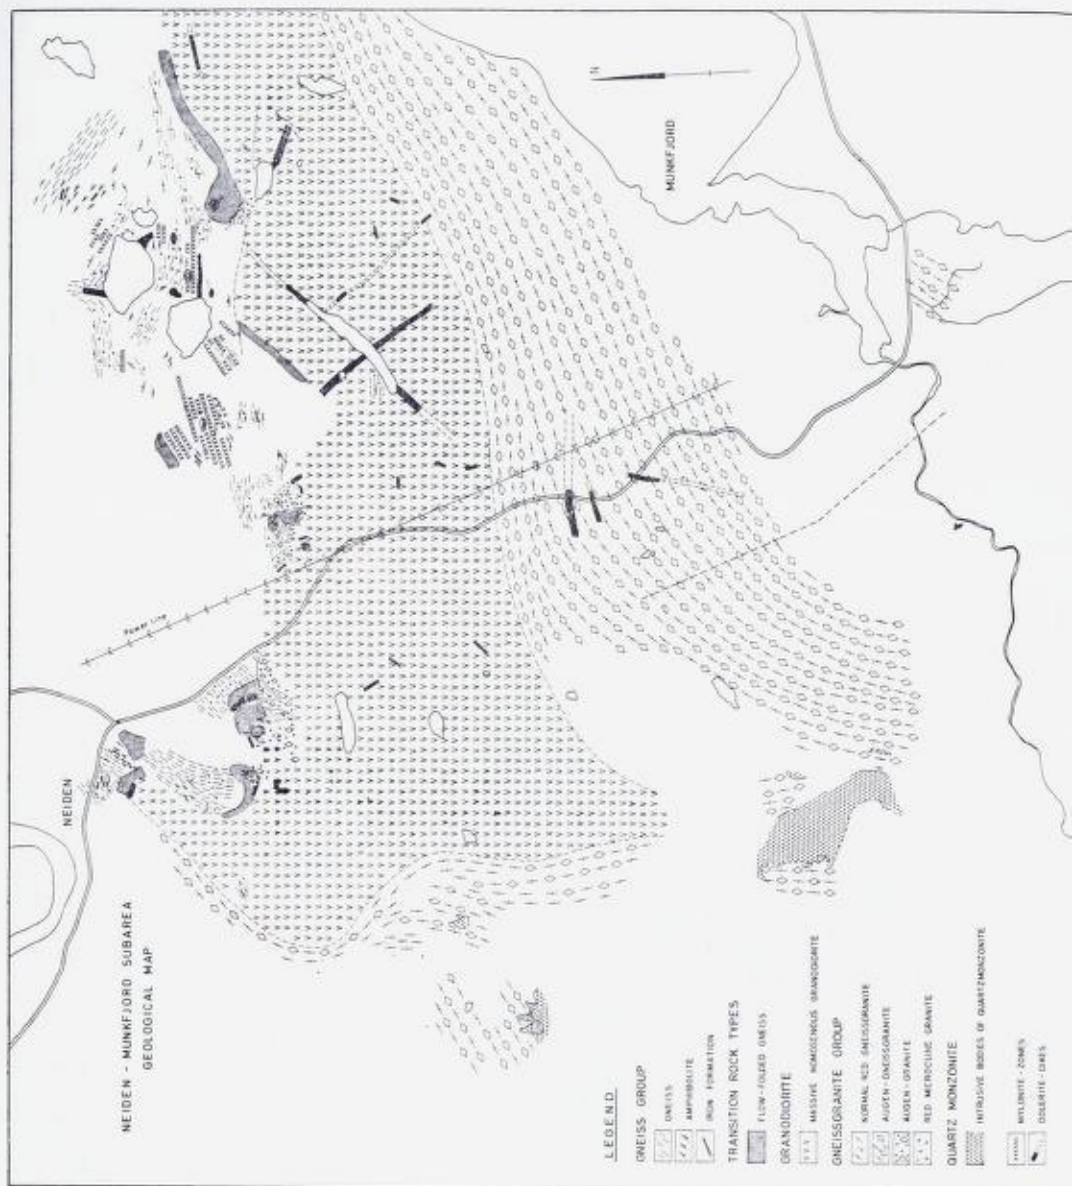 NEIDEN - MUNKFJORD SUBAREA
GEOLOGICAL MAP
NEIDEN
Power line
MUNKFJORD
N
LEGEND
GNEISS GROUP
GNEISS
AMPHIBOLITE
IRON FORMATION
TRANSITION ROCK TYPES
FLOW-FOLDED GNEISS
GRANODIORITE
MASSIVE HOMOGENOUS GRANODIORITE
GNEISSGRANITE GROUP
NORMAL RED GNEISSGRANITE
AUGEN-GNEISSGRANITE
AUGEN-GRANITE
RED MICROCLINE GRANITE
QUARTZ MONZONITE
INTRUSIVE BODIES OF QUARTZMONZONITE
MYLONITE-ZONES
DOLERITE-DIKES